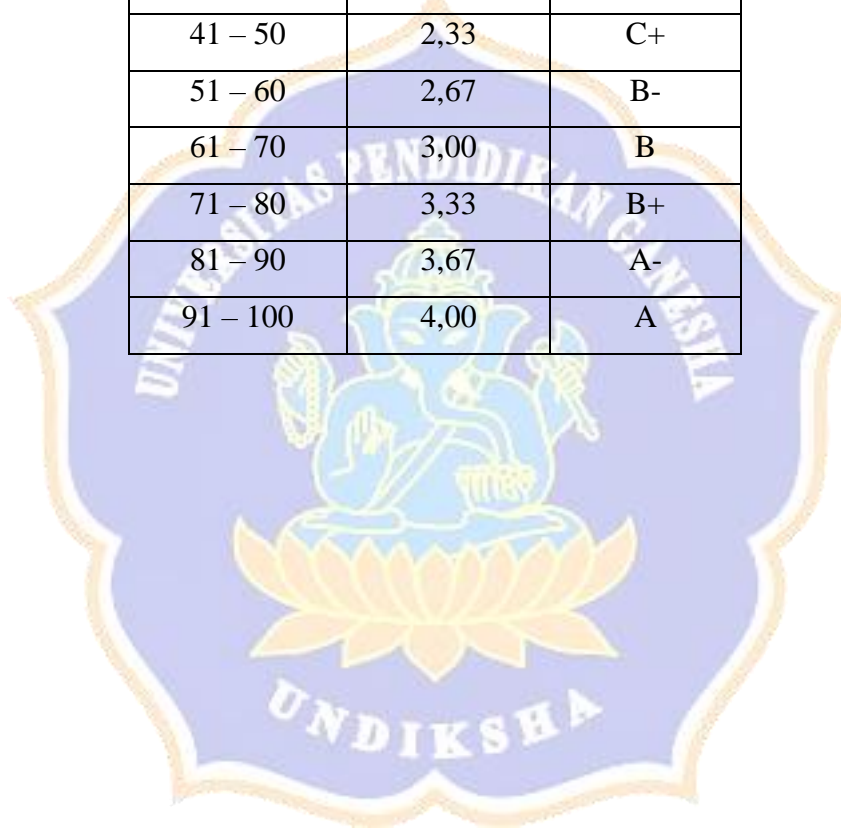 41 – 50 2,33 C+
51 – 60 2,67 B-
61 – 70 3,00 B
71 – 80 3,33 B+
81 – 90 3,67 A-
91 – 100 4,00 A
UNIVERSITAS PENDIDIKAN GANESHA
UNDIKSHA